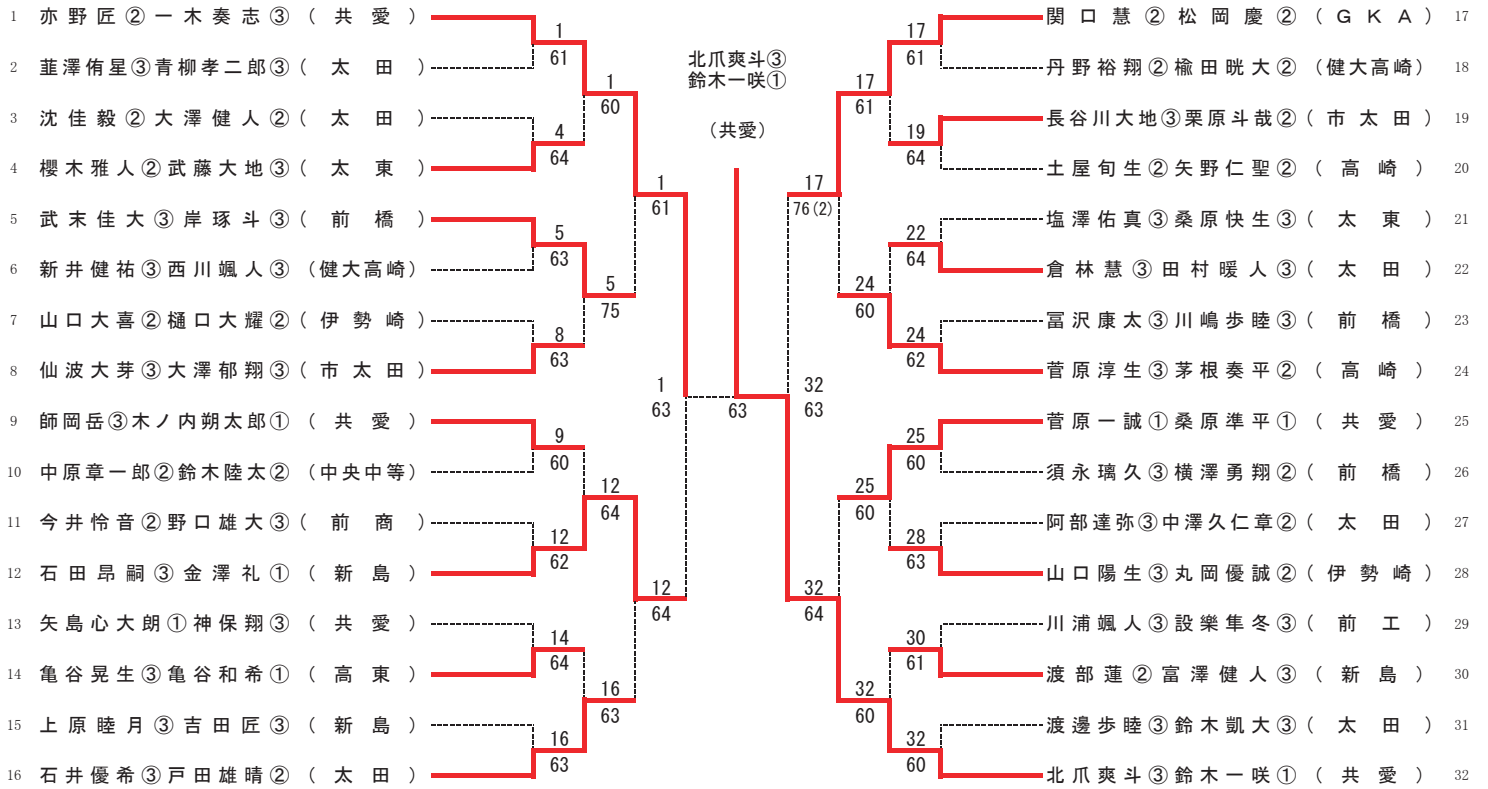 1 亦野匠②一木奏志③(共愛)
2 韮澤侑星③青柳孝二郎③(太田)
3 沈佳毅②大澤健人②(太田)
4 櫻木雅人②武藤大地③(太東)
5 武末佳大③岸琢斗③(前橋)
6 新井健祐③西川颯人③(健大高崎)
7 山口大喜②樋口大耀②(伊勢崎)
8 仙波大芽③大澤郁翔③(市太田)
9 師岡岳③木ノ内朔太郎①(共愛)
10 中原章一郎②鈴木陸太②(中央中等)
11 今井怜音②野口雄大③(前商)
12 石田昂嗣③金澤礼①(新島)
13 矢島心大朗①神保翔③(共愛)
14 亀谷晃生③亀谷和希①(高東)
15 上原睦月③吉田匠③(新島)
16 石井優希③戸田雄晴②(太田)
1
61
4
64
5
63
8
63
9
60
12
62
14
64
16
63
1
60
5
75
12
64
16
63
1
61
12
64
1
63
北爪爽斗③
鈴木一咲①
(共愛)
63
32
63
17
76(2)
32
64
17
61
24
60
25
60
32
60
17
61
19
64
22
64
24
62
25
60
28
63
30
61
32
60
関口慧②松岡慶②(GKA) 17
丹野裕翔②楡田晄大②(健大高崎) 18
長谷川大地③栗原斗哉②(市太田) 19
土屋旬生②矢野仁聖②(高崎) 20
塩澤佑真③桑原快生③(太東) 21
倉林慧③田村暖人③(太田) 22
冨沢康太③川嶋歩睦③(前橋) 23
菅原淳生③茅根奏平②(高崎) 24
菅原一誠①桑原準平①(共愛) 25
須永璃久③横澤勇翔②(前橋) 26
阿部達弥③中澤久仁章②(太田) 27
山口陽生③丸岡優誠②(伊勢崎) 28
川浦颯人③設樂隼冬③(前工) 29
渡部蓮②富澤健人③(新島) 30
渡邊歩睦③鈴木凱大③(太田) 31
北爪爽斗③鈴木一咲①(共愛) 32